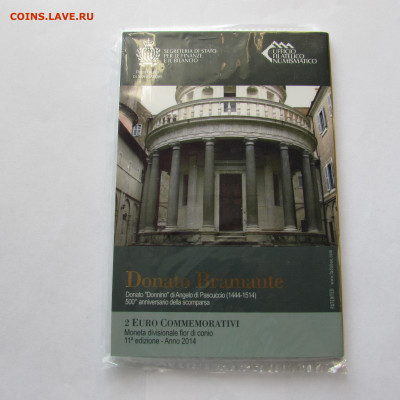 COINS.LAVE.RU
SEGRETERIA DI STATO
PER LE FINANZE
E IL BILANCIO
UFFICIO
FILATELICO
NUMISMATICO
Donato Bramante
Donato "Donnino" di Angelo di Pascuccio (1444-1514)
500° anniversario della scomparsa
2 EURO COMMEMORATIVI
Moneta divisionale fior di conio
11ª edizione - Anno 2014